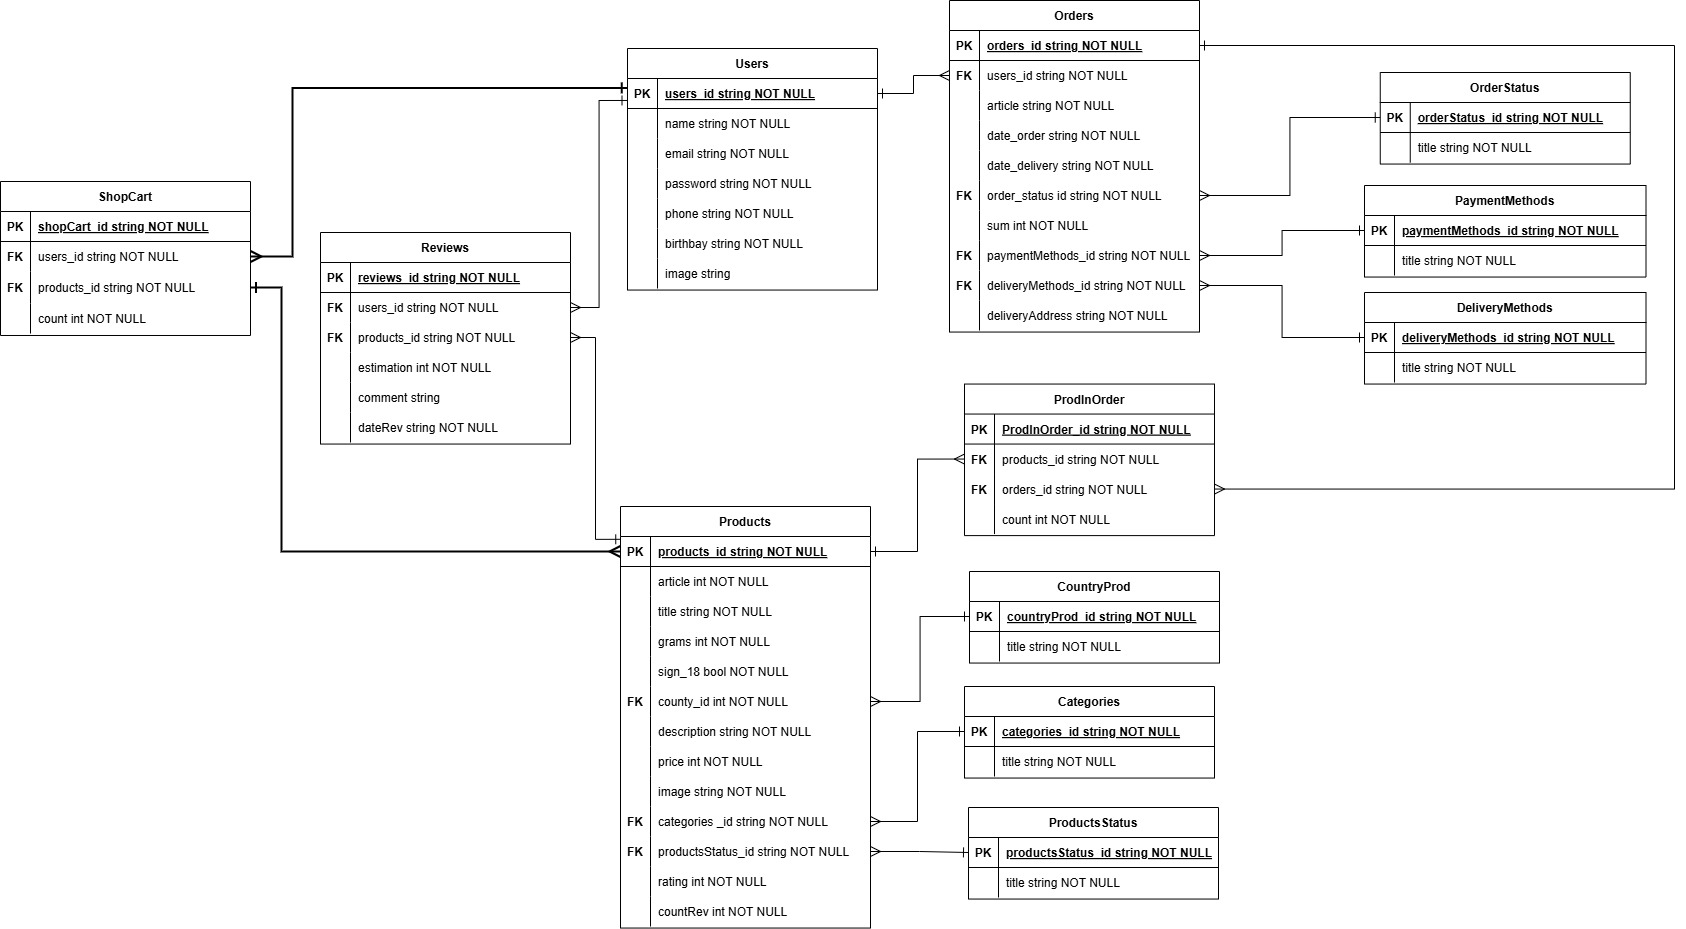 ShopCart
PK shopCart_id string NOT NULL
FK users_id string NOT NULL
FK products_id string NOT NULL
count int NOT NULL
Reviews
PK reviews_id string NOT NULL
FK users_id string NOT NULL
FK products_id string NOT NULL
estimation int NOT NULL
comment string
dateRev string NOT NULL
Users
PK users_id string NOT NULL
name string NOT NULL
email string NOT NULL
password string NOT NULL
phone string NOT NULL
birthbay string NOT NULL
image string
Products
PK products_id string NOT NULL
article int NOT NULL
title string NOT NULL
grams int NOT NULL
sign_18 bool NOT NULL
FK county_id int NOT NULL
description string NOT NULL
price int NOT NULL
image string NOT NULL
FK categories _id string NOT NULL
FK productsStatus_id string NOT NULL
rating int NOT NULL
countRev int NOT NULL
Orders
PK orders_id string NOT NULL
FK users_id string NOT NULL
article string NOT NULL
date_order string NOT NULL
date_delivery string NOT NULL
FK order_status id string NOT NULL
sum int NOT NULL
FK paymentMethods_id string NOT NULL
FK deliveryMethods_id string NOT NULL
deliveryAddress string NOT NULL
ProdInOrder
PK ProdInOrder_id string NOT NULL
FK products_id string NOT NULL
FK orders_id string NOT NULL
count int NOT NULL
CountryProd
PK countryProd_id string NOT NULL
title string NOT NULL
Categories
PK categories_id string NOT NULL
title string NOT NULL
ProductsStatus
PK productsStatus_id string NOT NULL
title string NOT NULL
OrderStatus
PK orderStatus_id string NOT NULL
title string NOT NULL
PaymentMethods
PK paymentMethods_id string NOT NULL
title string NOT NULL
DeliveryMethods
PK deliveryMethods_id string NOT NULL
title string NOT NULL